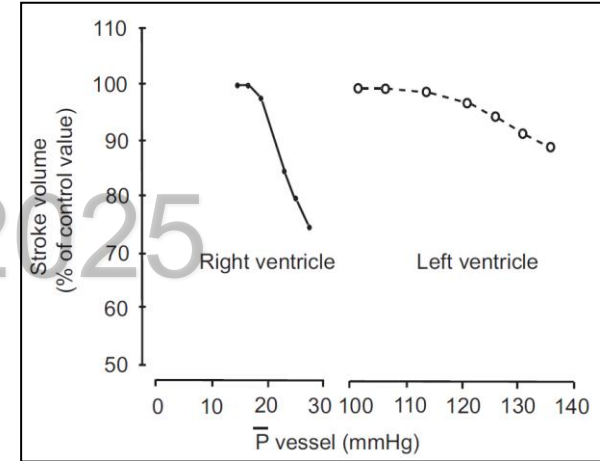 110
100
90
80
70
60
50
Stroke volume
(% of control value)
2025
Right ventricle
Left ventricle
0 10 20 30 100 110 120 130 140
P̅ vessel (mmHg)